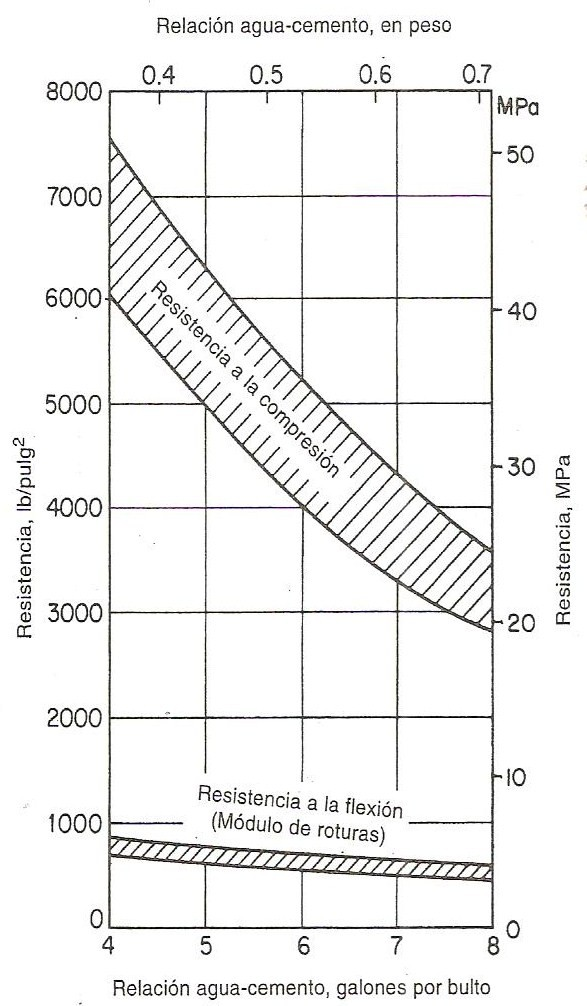 Relación agua-cemento, en peso
0.4 0.5 0.6 0.7
8000
MPa
50
7000
6000
40
Resistencia a la compresión
5000
30
4000
Resistencia, lb/pulg²
Resistencia, MPa
3000
20
2000
10
Resistencia a la flexión
(Módulo de roturas)
1000
0
0
4 5 6 7 8
Relación agua-cemento, galones por bulto